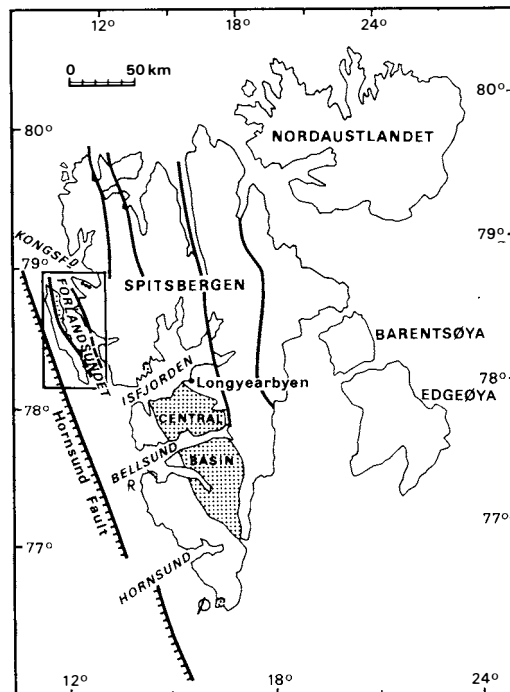 12° 18° 24°
0 50 km
80° 80°
NORDAUSTLANDET
KONGSFD
79° 79°
SPITSBERGEN
FORLANDSUNDET
BARENTSØYA
ISFJORDEN
Longyearbyen
78° 78°
EDGEØYA
CENTRAL
Hornsund Fault
BELLSUND
BASIN
R
77° 77°
HORNSUND
Ø
12° 18° 24°